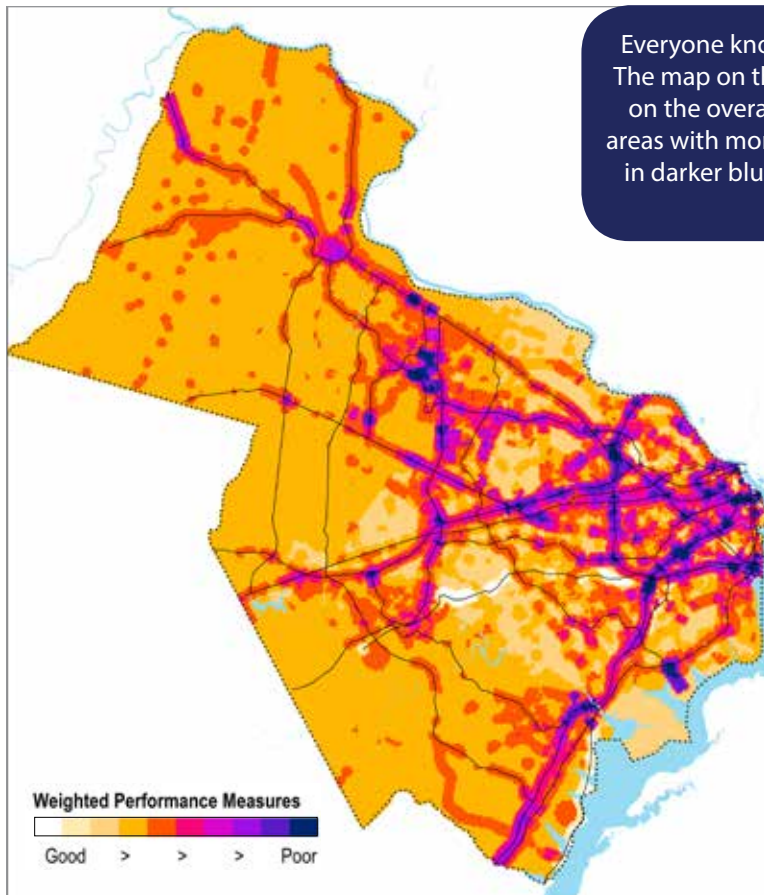 Everyone kno
The map on th
on the overa
areas with mor
in darker blu
Weighted Performance Measures
Good > > > Poor